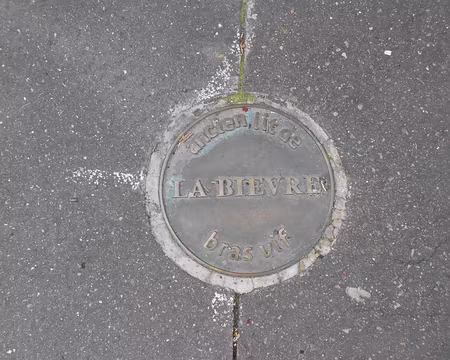 ancien lit de
LA BIEVRE
bras vif